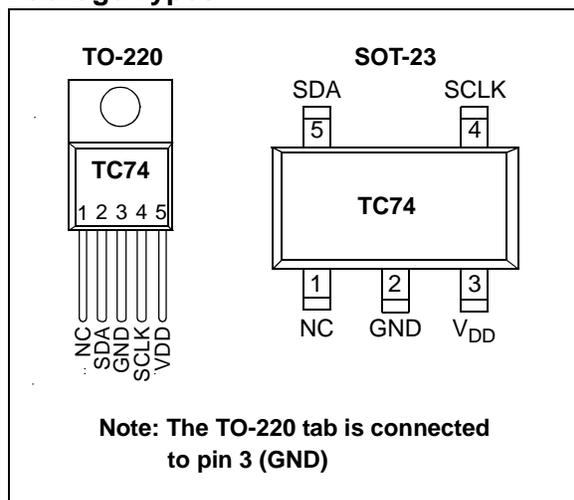 TO-220
SOT-23
SDA
SCLK
5
4
TC74
TC74
1 2 3 4 5
1
2
3
NC
GND
VDD
NC
SDA
GND
SCLK
VDD
Note: The TO-220 tab is connected
to pin 3 (GND)